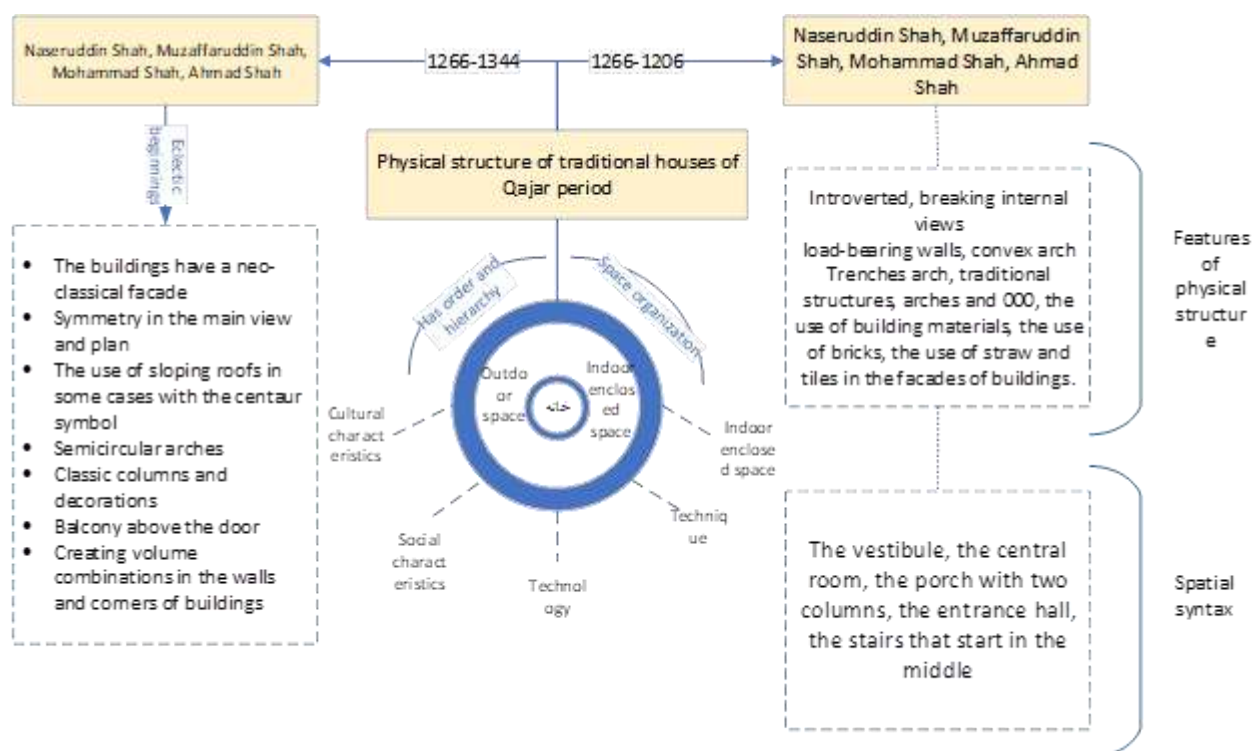 Naseruddin Shah, Muzaffaruddin Shah,
Mohammad Shah, Ahmad Shah
1266-1344
1266-1206
Naseruddin Shah, Muzaffaruddin
Shah, Mohammad Shah, Ahmad
Shah
Eclectic
beginnings
Physical structure of traditional houses of
Qajar period
The buildings have a neo-
classical facade
Symmetry in the main view
and plan
The use of sloping roofs in
some cases with the centaur
symbol
Semicircular arches
Classic columns and
decorations
Balcony above the door
Creating volume
combinations in the walls
and corners of buildings
Has order and
hierarchy
Space organization
Outdo
or
space
خانه
Indoor
enclos
ed
space
Cultural
charact
eristics
Social
charact
eristics
Technol
ogy
Techniq
ue
Indoor
enclose
d space
Introverted, breaking internal
views
load-bearing walls, convex arch
Trenches arch, traditional
structures, arches and 000, the
use of building materials, the use
of bricks, the use of straw and
tiles in the facades of buildings.
Features
of
physical
structur
e
The vestibule, the central
room, the porch with two
columns, the entrance hall,
the stairs that start in the
middle
Spatial
syntax